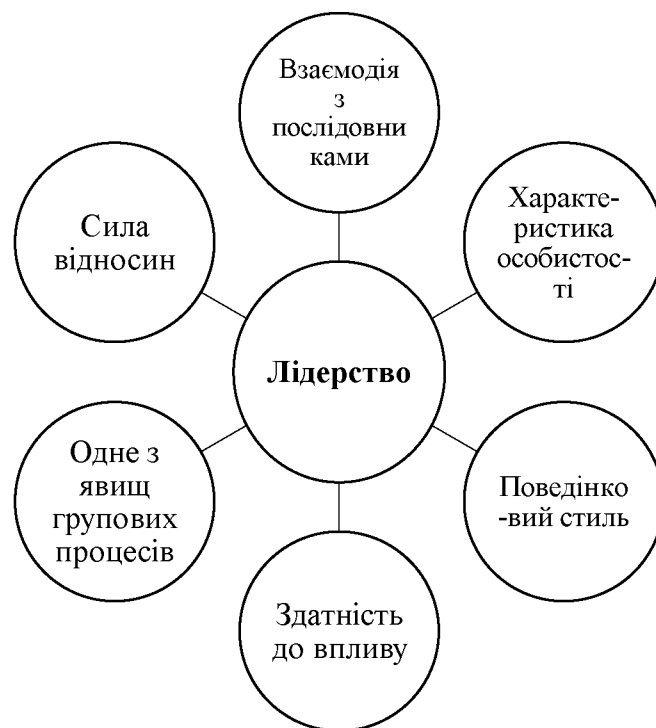 Взаємодія
з
послідовни
ками
Сила
відносин
Характе-
ристика
особистос-
ті
Лідерство
Одне з
явищ
групових
процесів
Поведінко
-вий стиль
Здатність
до впливу